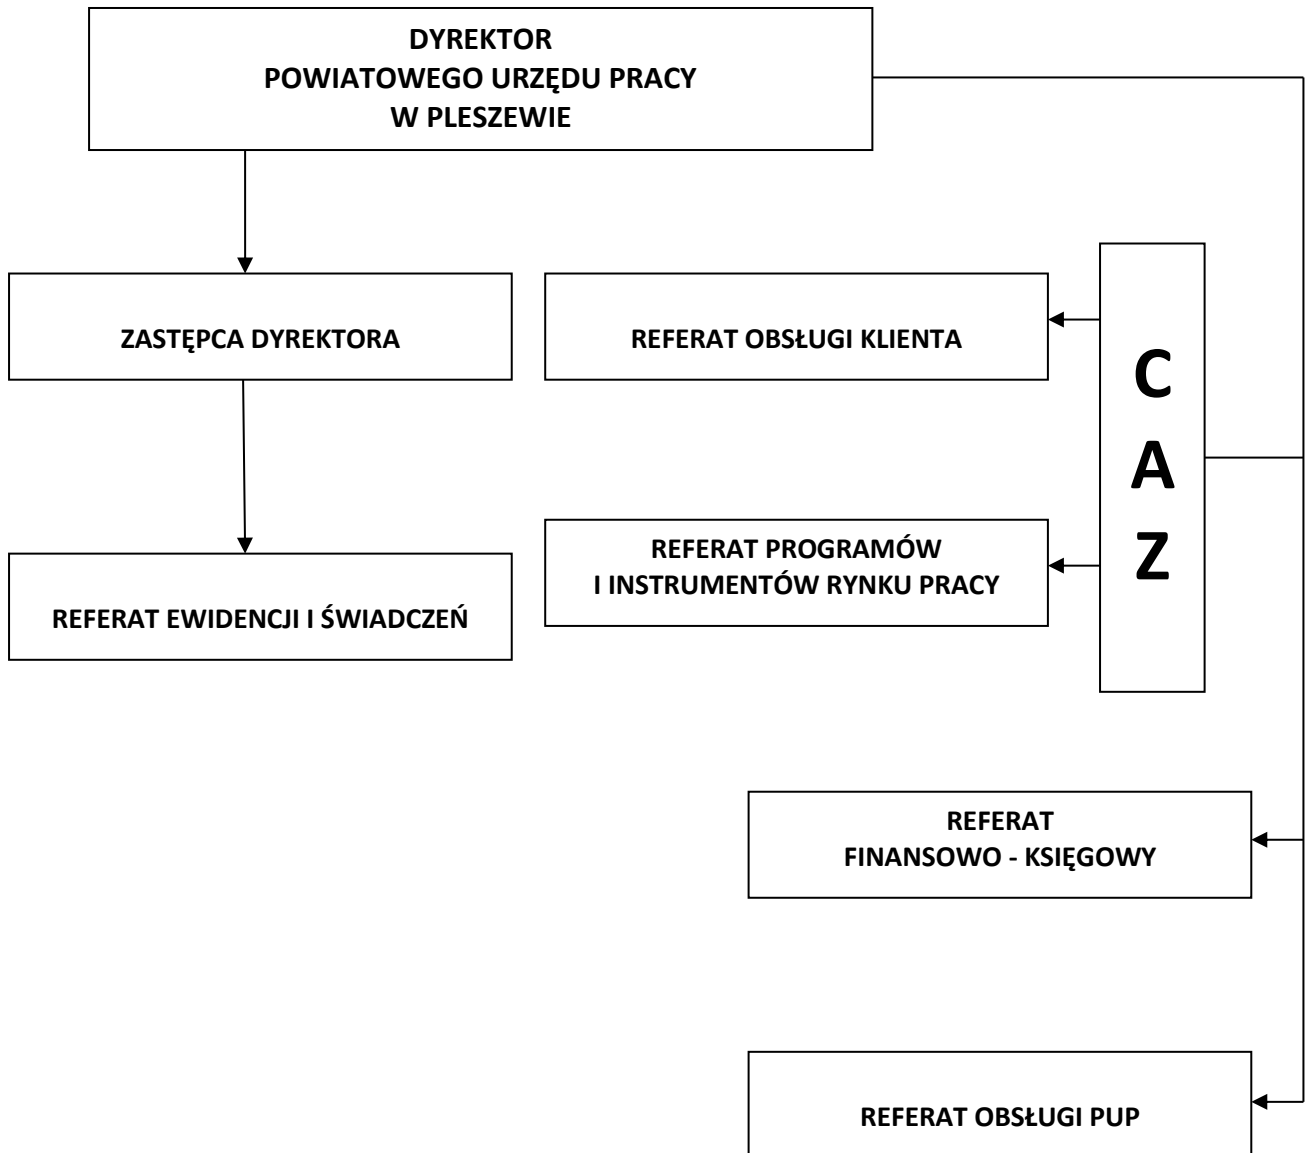 DYREKTOR
POWIATOWEGO URZĘDU PRACY
W PLESZEWIE
ZASTĘPCA DYREKTORA
REFERAT OBSŁUGI KLIENTA
C
A
Z
REFERAT PROGRAMÓW
I INSTRUMENTÓW RYNKU PRACY
REFERAT EWIDENCJI I ŚWIADCZEŃ
REFERAT
FINANSOWO - KSIĘGOWY
REFERAT OBSŁUGI PUP